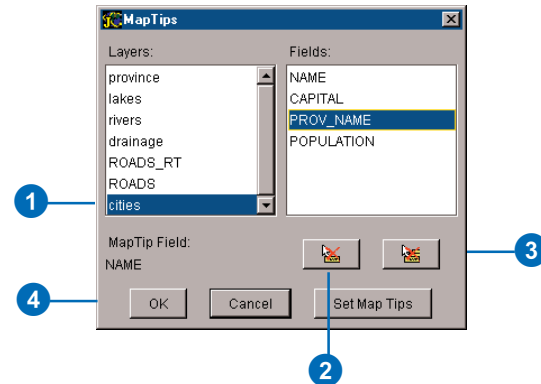 MapTips
Layers:
Fields:
province
lakes
rivers
drainage
ROADS_RT
ROADS
cities
NAME
CAPITAL
PROV_NAME
POPULATION
1
MapTip Field:
NAME
3
4
OK
Cancel
Set Map Tips
2